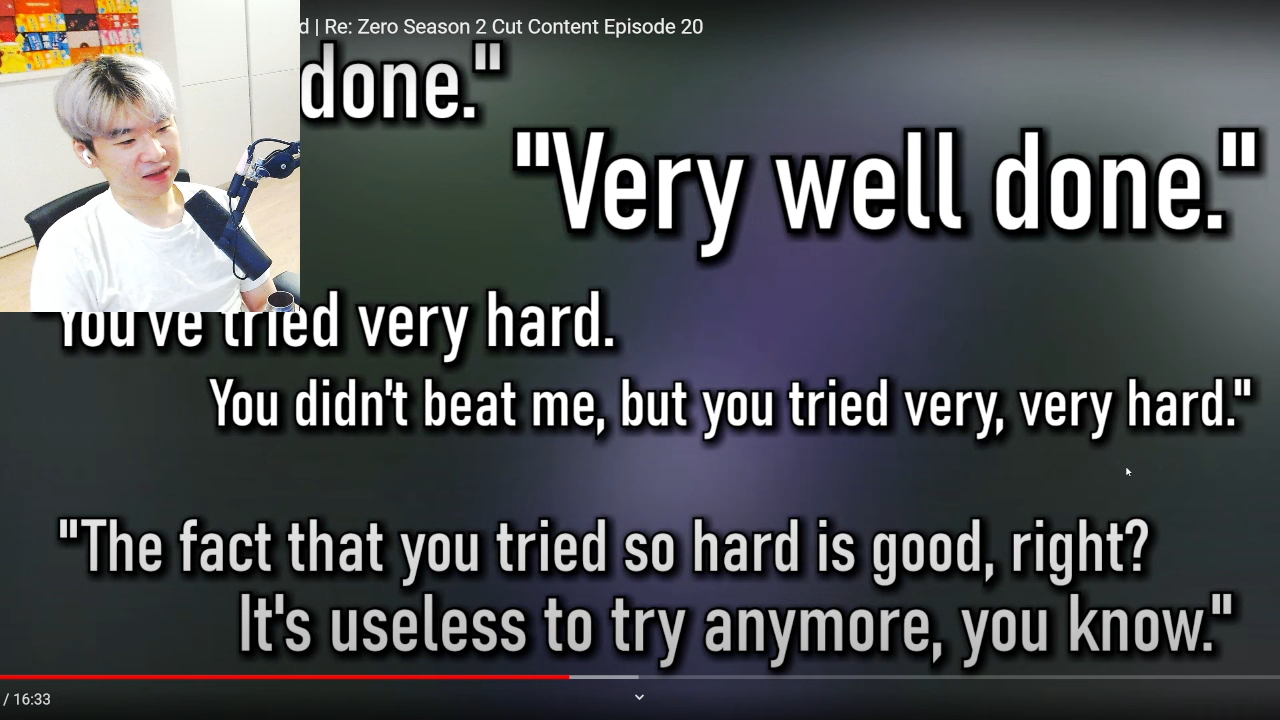 d | Re: Zero Season 2 Cut Content Episode 20
done."
"Very well done."
You've tried very hard.
You didn't beat me, but you tried very, very hard."
"The fact that you tried so hard is good, right?
It's useless to try anymore, you know."
/ 16:33